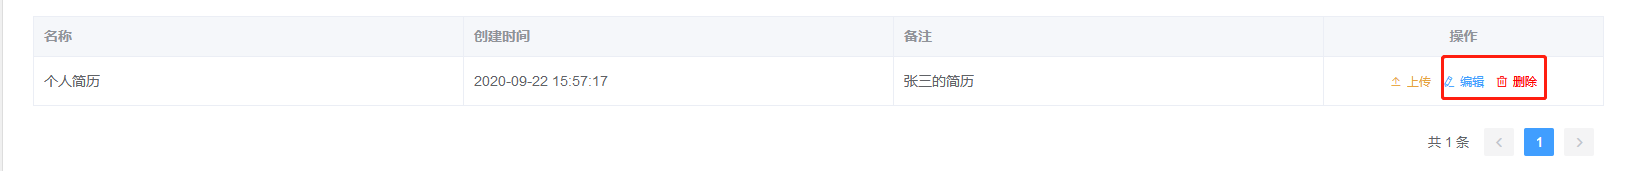 名称 创建时间 备注 操作
个人简历 2020-09-22 15:57:17 张三的简历 上传 编辑 删除
共 1 条 1